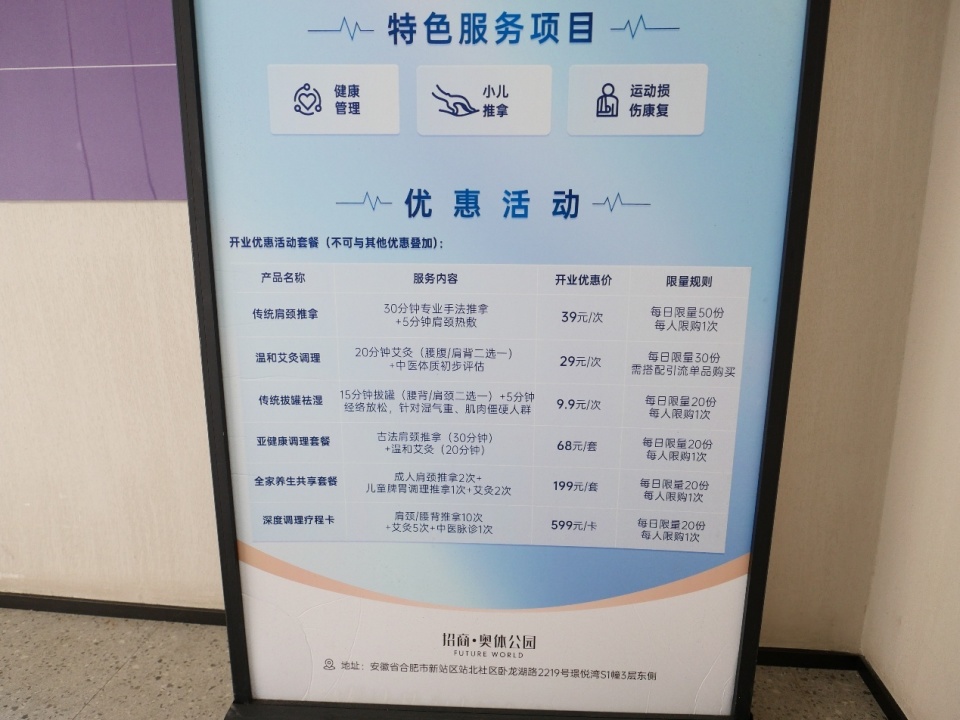 特色服务项目
健康
管理
小儿
推拿
运动损
伤康复
优惠活动
开业优惠活动套餐（不可与其他优惠叠加）：
产品名称 服务内容 开业优惠价 限量规则
传统肩颈推拿 30分钟专业手法推拿 39元/次 每日限量50份
+5分钟肩颈热敷 每人限购1次
温和艾灸调理 20分钟艾灸（腰腹/肩背二选一） 29元/次 每日限量30份
+中医体质初步评估 需搭配引流单品购买
传统拔罐祛湿 15分钟拔罐（腰背/肩颈二选一）+5分钟 9.9元/次 每日限量20份
经络放松，针对湿气重、肌肉僵硬人群 每人限购1次
亚健康调理套餐 古法肩颈推拿（30分钟） 68元/套 每日限量20份
+温和艾灸（20分钟） 每人限购1次
全家养生共享套餐 成人肩颈推拿2次+ 199元/套 每日限量20份
儿童脾胃调理推拿1次+艾灸2次 每人限购1次
深度调理疗程卡 肩颈/腰背推拿10次 599元/卡 每日限量20份
+艾灸5次+中医脉诊1次 每人限购1次
招商·奥体公园
FUTURE WORLD
地址：安徽省合肥市新站区站北社区卧龙湖路2219号璟悦湾S1幢3层东侧